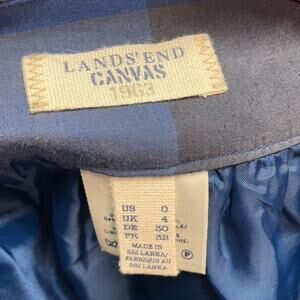 LANDS' END
CANVAS
1963
US 0
UK 4
DE 30
FR 32
MADE IN
SRI LANKA/
FABRIQUÉ AU
SRI LANKA
P